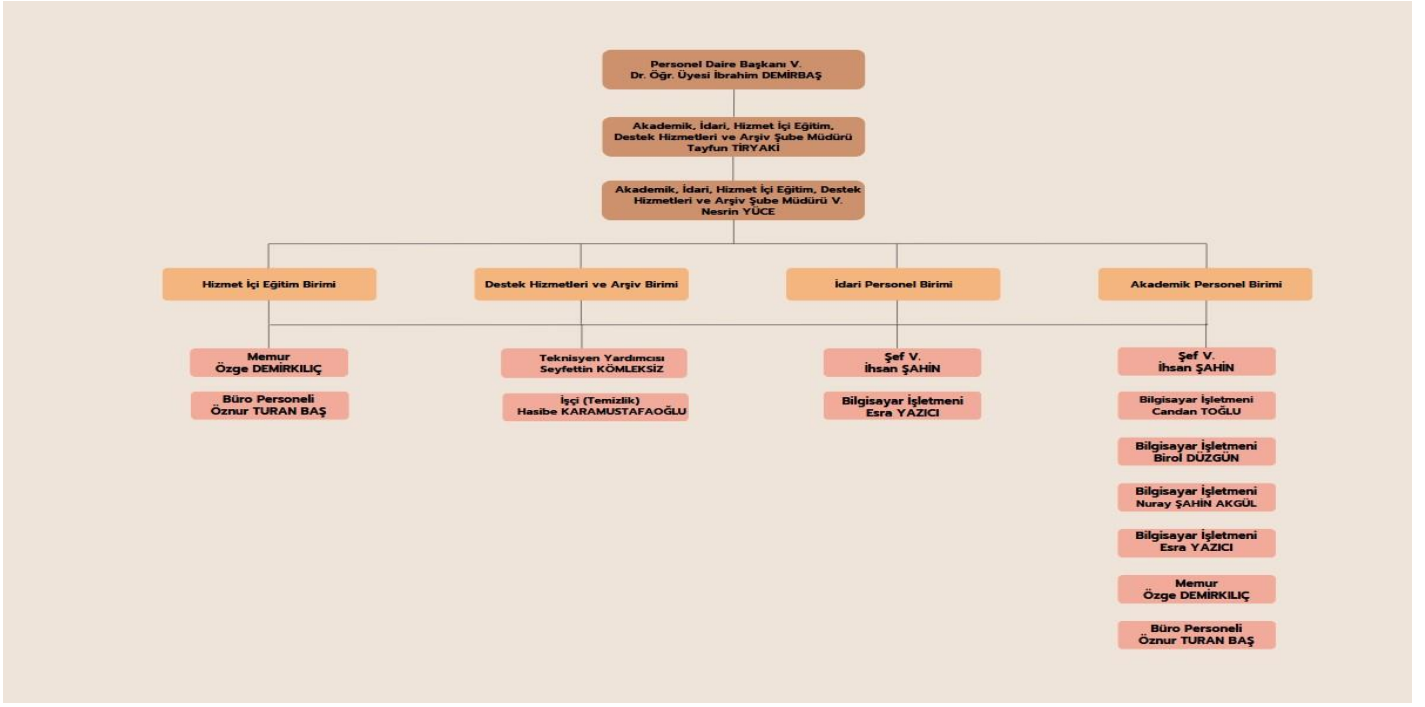 Personel Daire Başkanı V.
Dr. Öğr. Üyesi İbrahim DEMİRBAŞ
Akademik, İdari, Hizmet İçi Eğitim,
Destek Hizmetleri ve Arşiv Şube Müdürü
Tayfun TİRYAKİ
Akademik, İdari, Hizmet İçi Eğitim, Destek
Hizmetleri ve Arşiv Şube Müdürü V.
Nesrin YÜCE
Hizmet İçi Eğitim Birimi
Destek Hizmetleri ve Arşiv Birimi
İdari Personel Birimi
Akademik Personel Birimi
Memur
Özge DEMİRKILIÇ
Büro Personeli
Öznur TURAN BAŞ
Teknisyen Yardımcısı
Seyfettin KÖMLEKSİZ
İşçi (Temizlik)
Hasibe KARAMUSTAFAOĞLU
Şef V.
İhsan ŞAHİN
Bilgisayar İşletmeni
Esra YAZICI
Şef V.
İhsan ŞAHİN
Bilgisayar İşletmeni
Candan TOĞLU
Bilgisayar İşletmeni
Birol DÜZGÜN
Bilgisayar İşletmeni
Nuray ŞAHİN AKGÜL
Bilgisayar İşletmeni
Esra YAZICI
Memur
Özge DEMİRKILIÇ
Büro Personeli
Öznur TURAN BAŞ